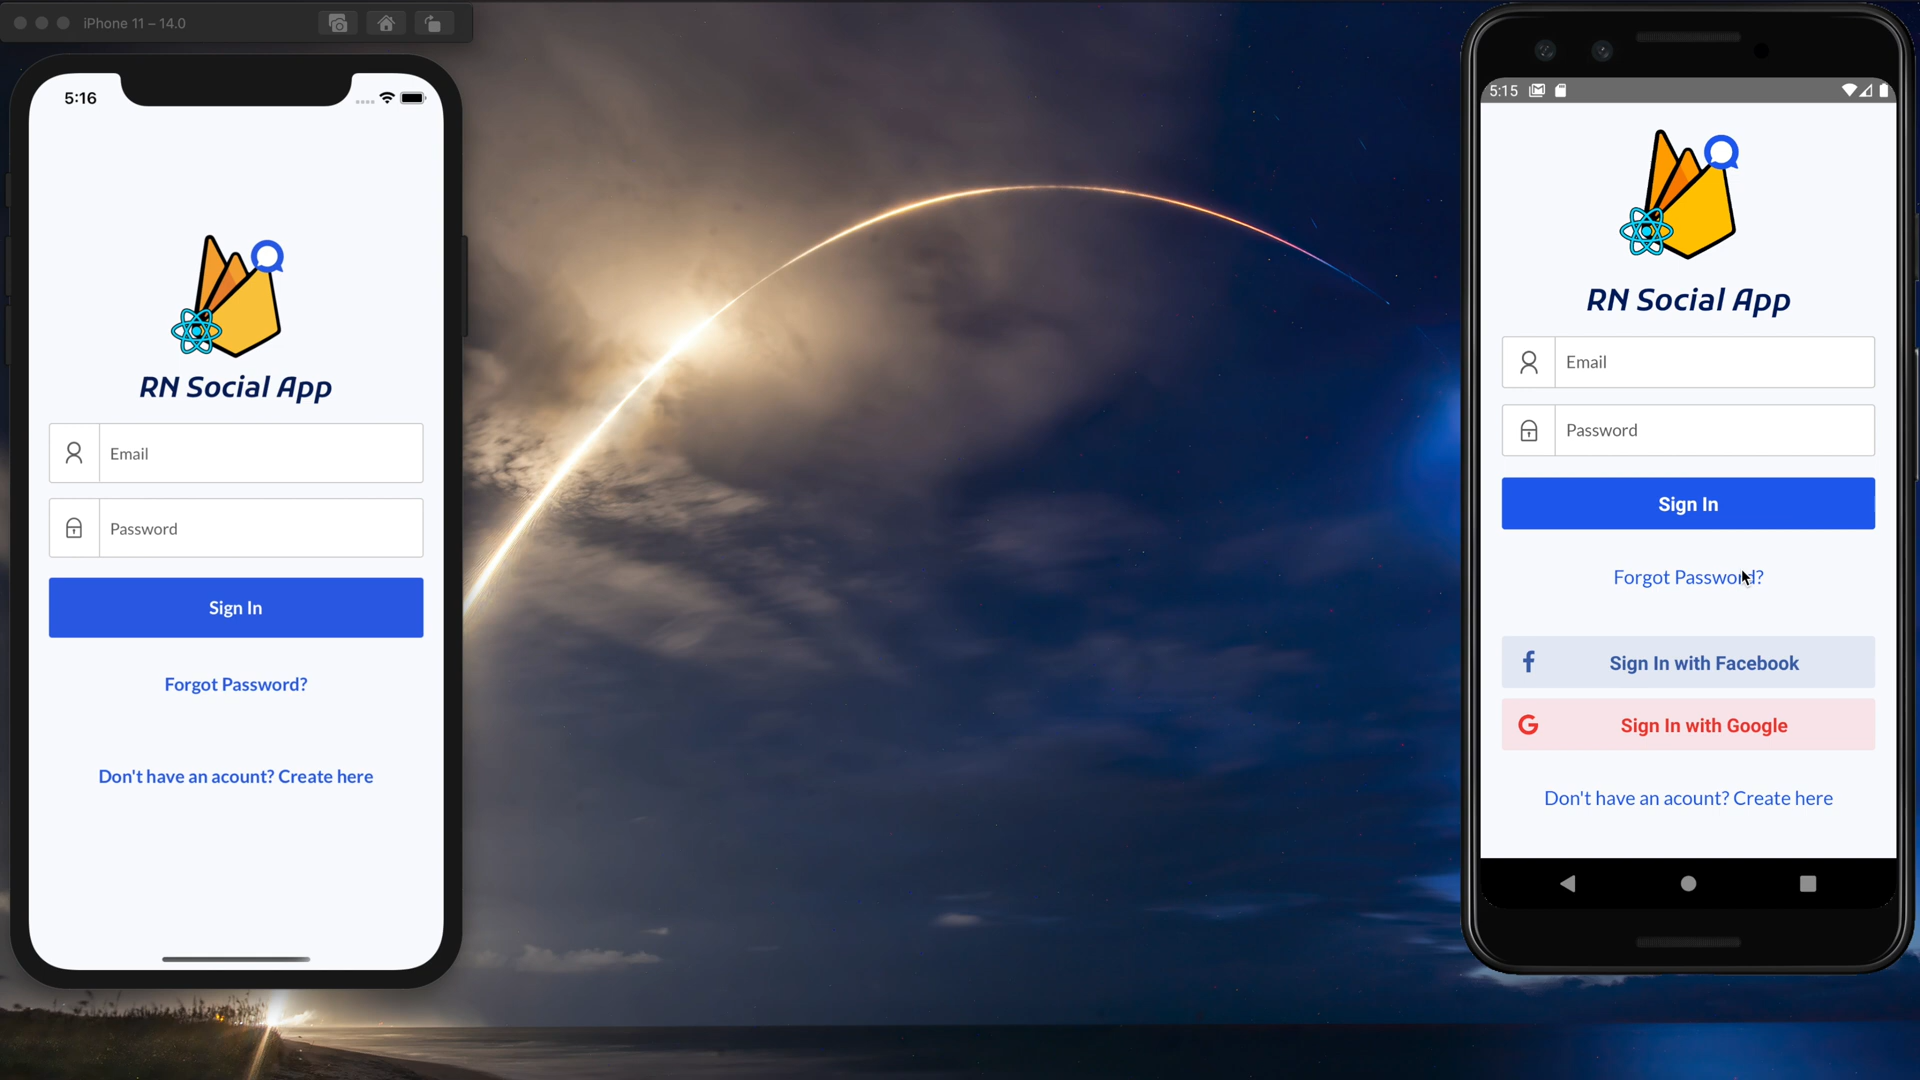 iPhone 11 – 14.0
5:16
RN Social App
Email
Password
Sign In
Forgot Password?
Don't have an acount? Create here
5:15
RN Social App
Email
Password
Sign In
Forgot Password?
f Sign In with Facebook
G Sign In with Google
Don't have an acount? Create here